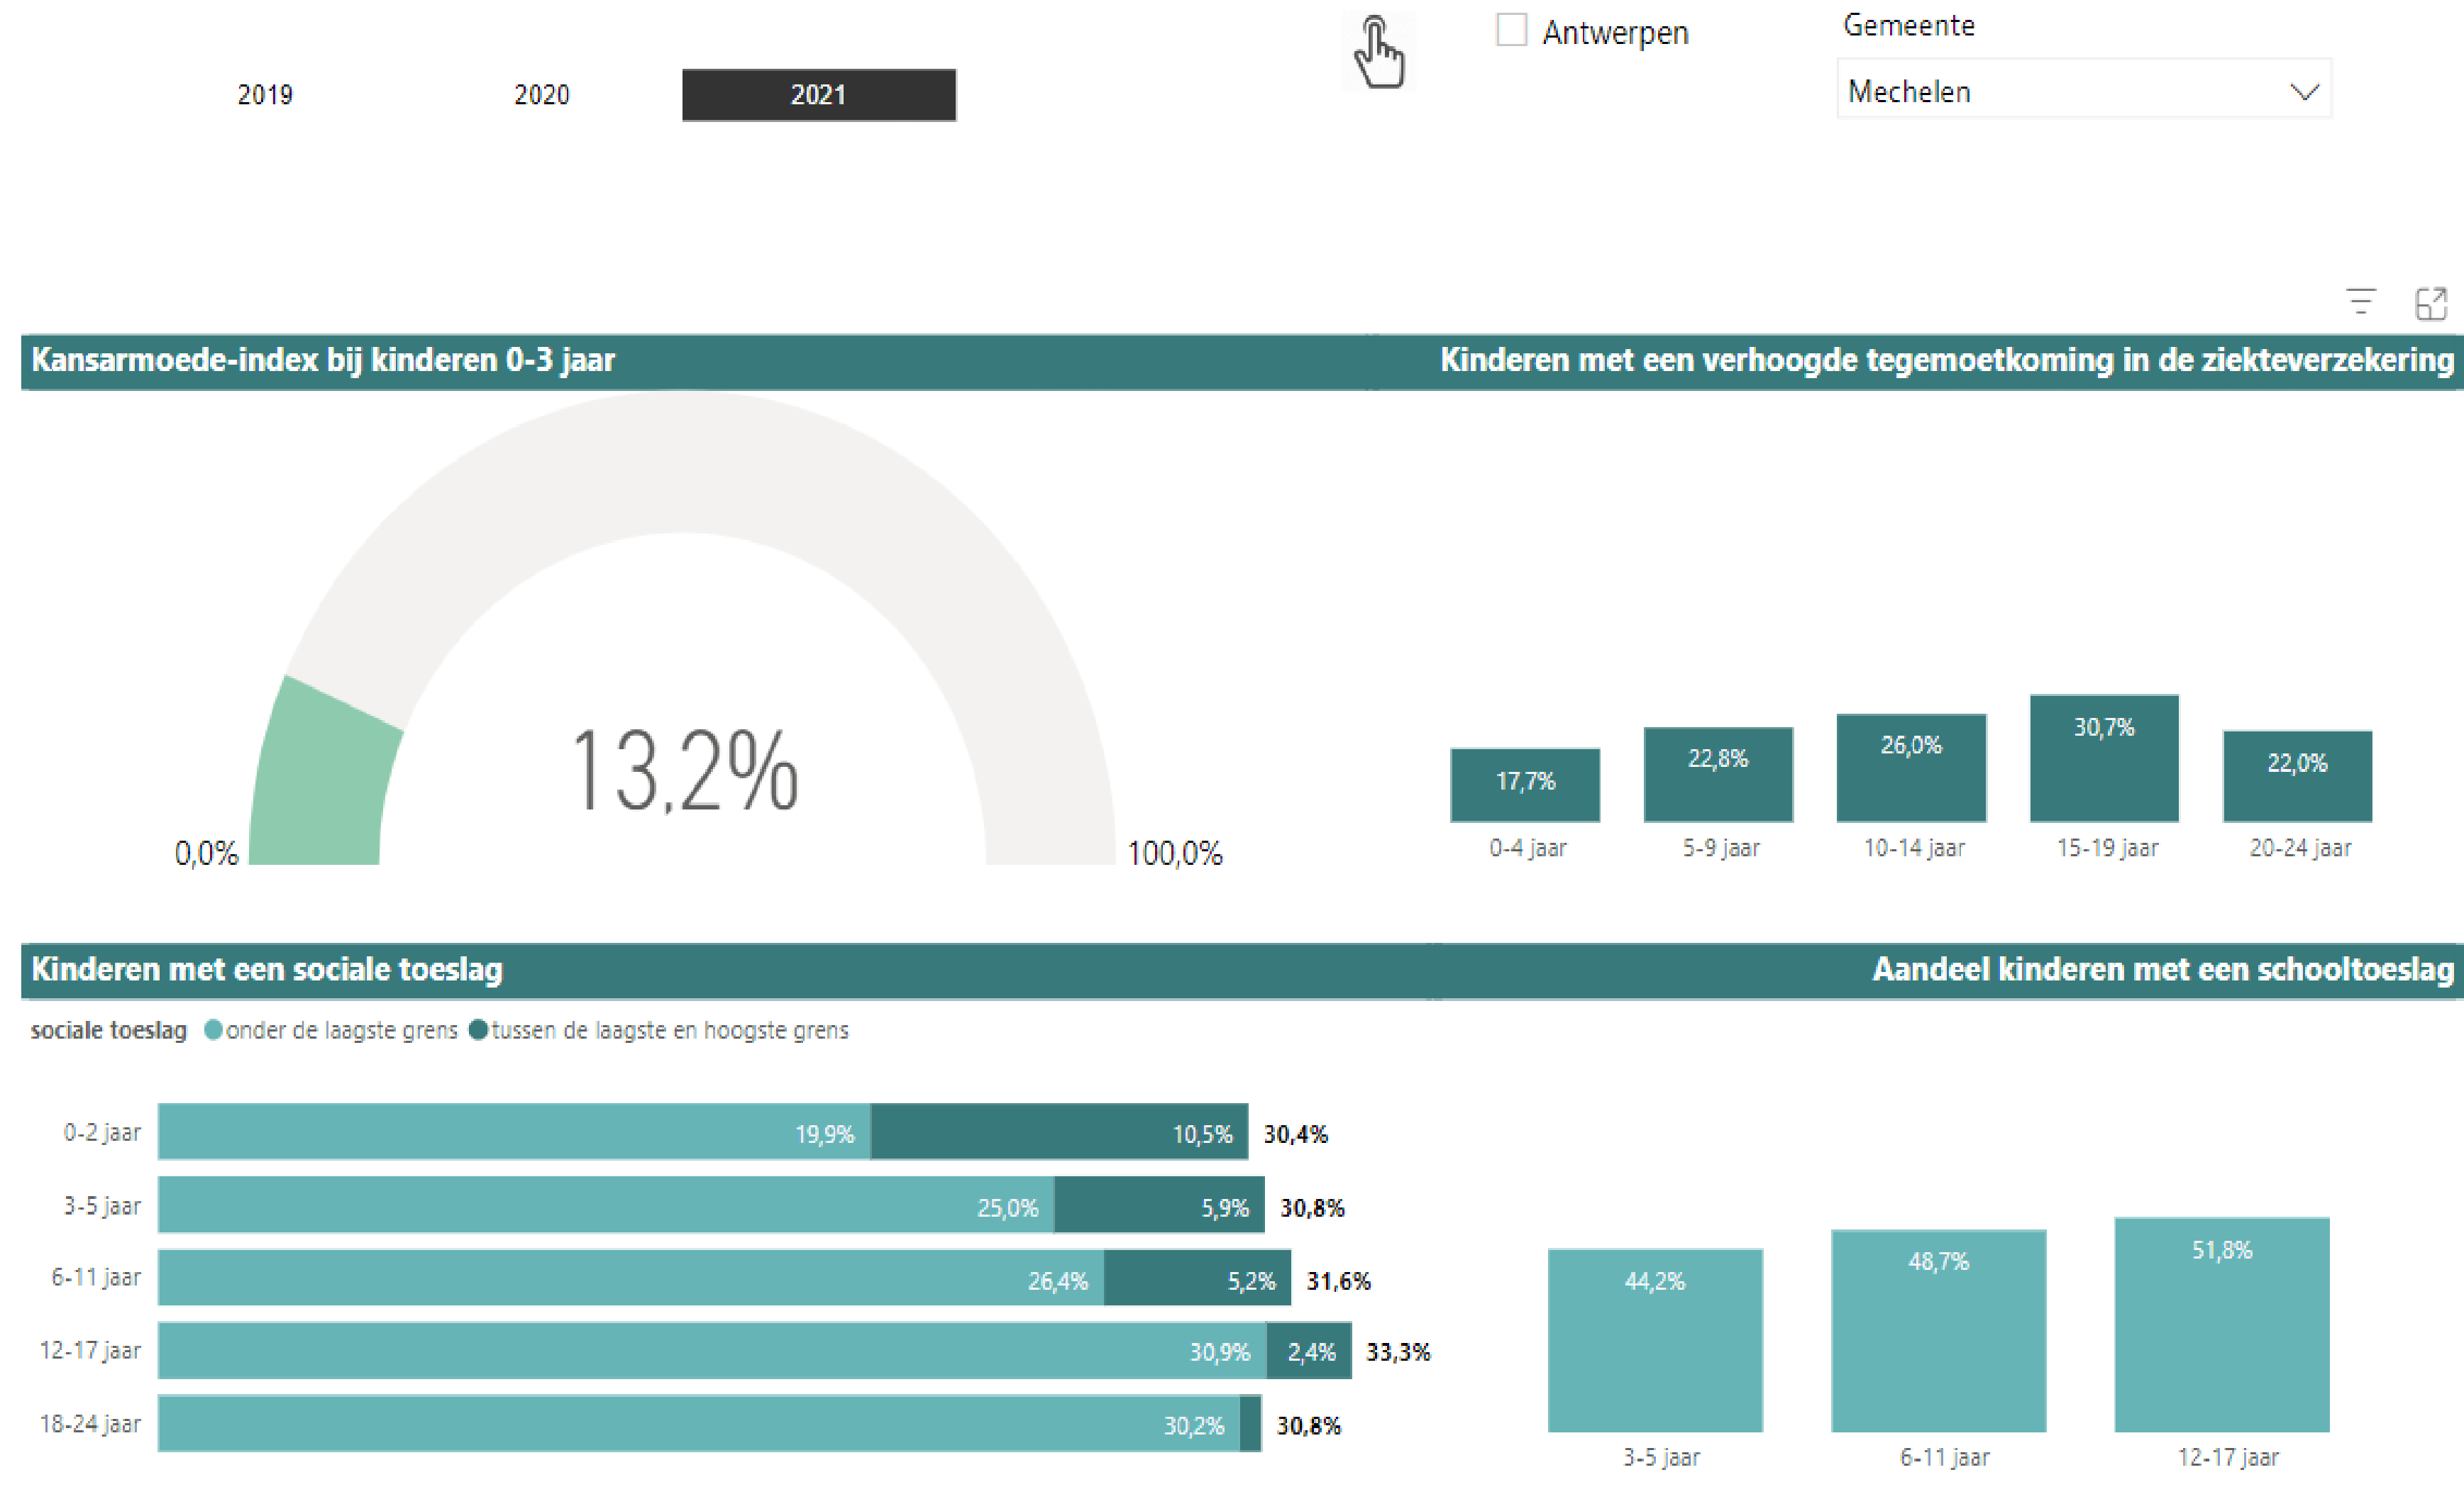 Antwerpen
Gemeente
2019 2020 2021
Mechelen
Kansarmoede-index bij kinderen 0-3 jaar
13,2%
0,0% 100,0%
Kinderen met een verhoogde tegemoetkoming in de ziekteverzekering
17,7% 22,8% 26,0% 30,7% 22,0%
0-4 jaar 5-9 jaar 10-14 jaar 15-19 jaar 20-24 jaar
Kinderen met een sociale toeslag
sociale toeslag onder de laagste grens tussen de laagste en hoogste grens
0-2 jaar 19,9% 10,5% 30,4%
3-5 jaar 25,0% 5,9% 30,8%
6-11 jaar 26,4% 5,2% 31,6%
12-17 jaar 30,9% 2,4% 33,3%
18-24 jaar 30,2% 30,8%
Aandeel kinderen met een schooltoeslag
44,2% 48,7% 51,8%
3-5 jaar 6-11 jaar 12-17 jaar